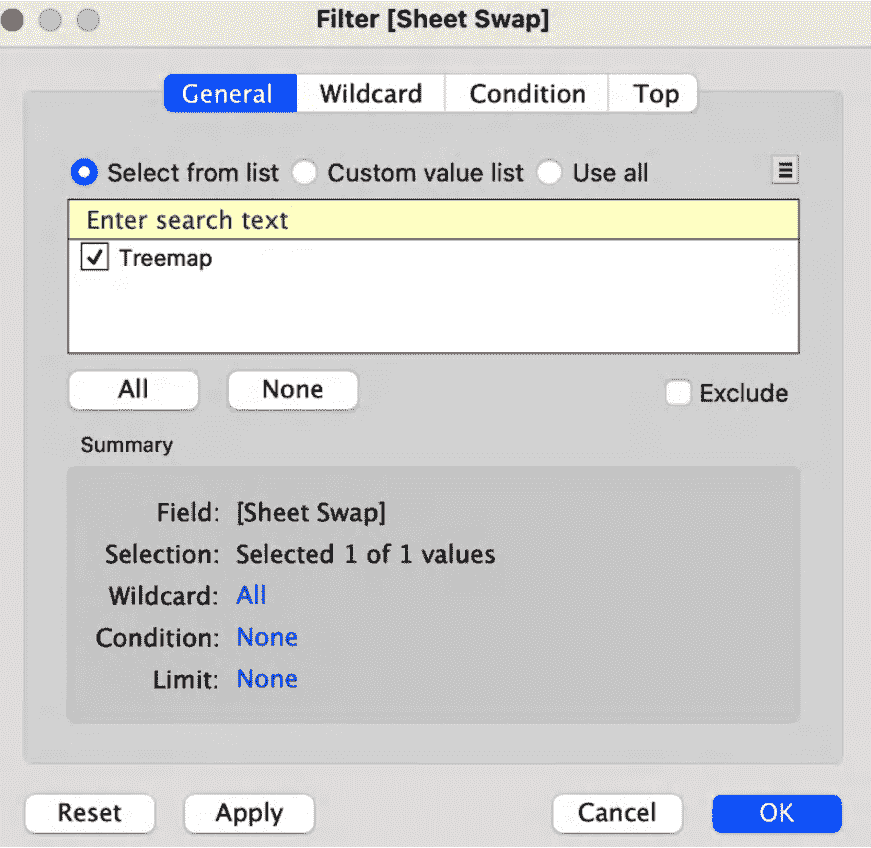 Filter [Sheet Swap]
General Wildcard Condition Top
Select from list Custom value list Use all
Enter search text
Treemap
All None Exclude
Summary
Field: [Sheet Swap]
Selection: Selected 1 of 1 values
Wildcard: All
Condition: None
Limit: None
Reset Apply Cancel OK